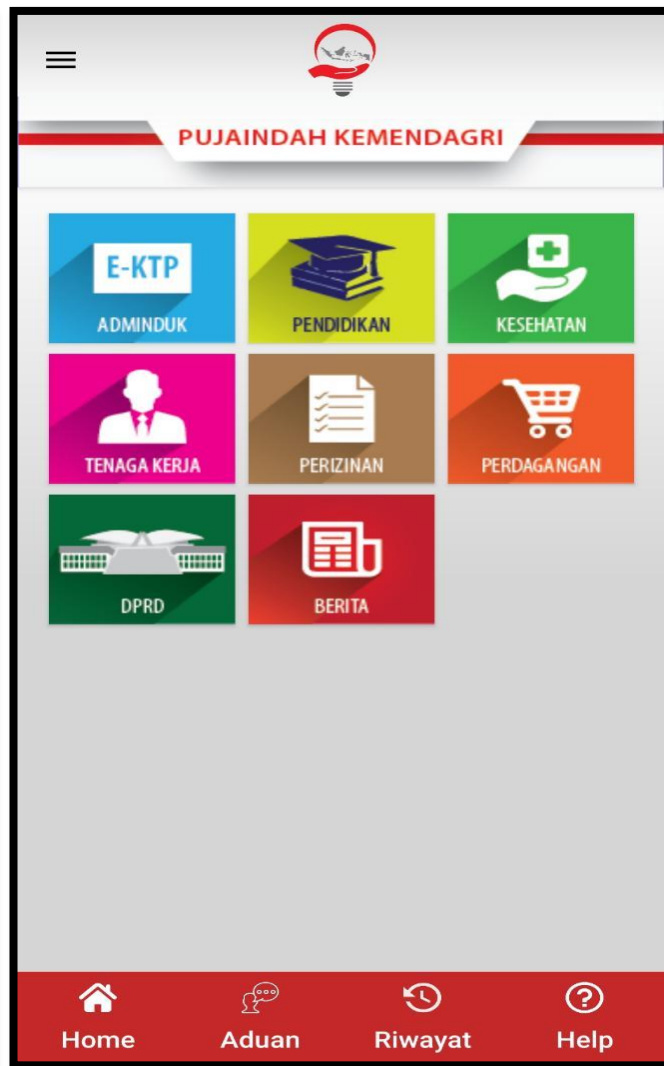 PUJAINDAH KEMENDAGRI
E-KTP
ADMINDUK
PENDIDIKAN
KESEHATAN
TENAGA KERJA
PERIZINAN
PERDAGANGAN
DPRD
BERITA
Home
Aduan
Riwayat
Help